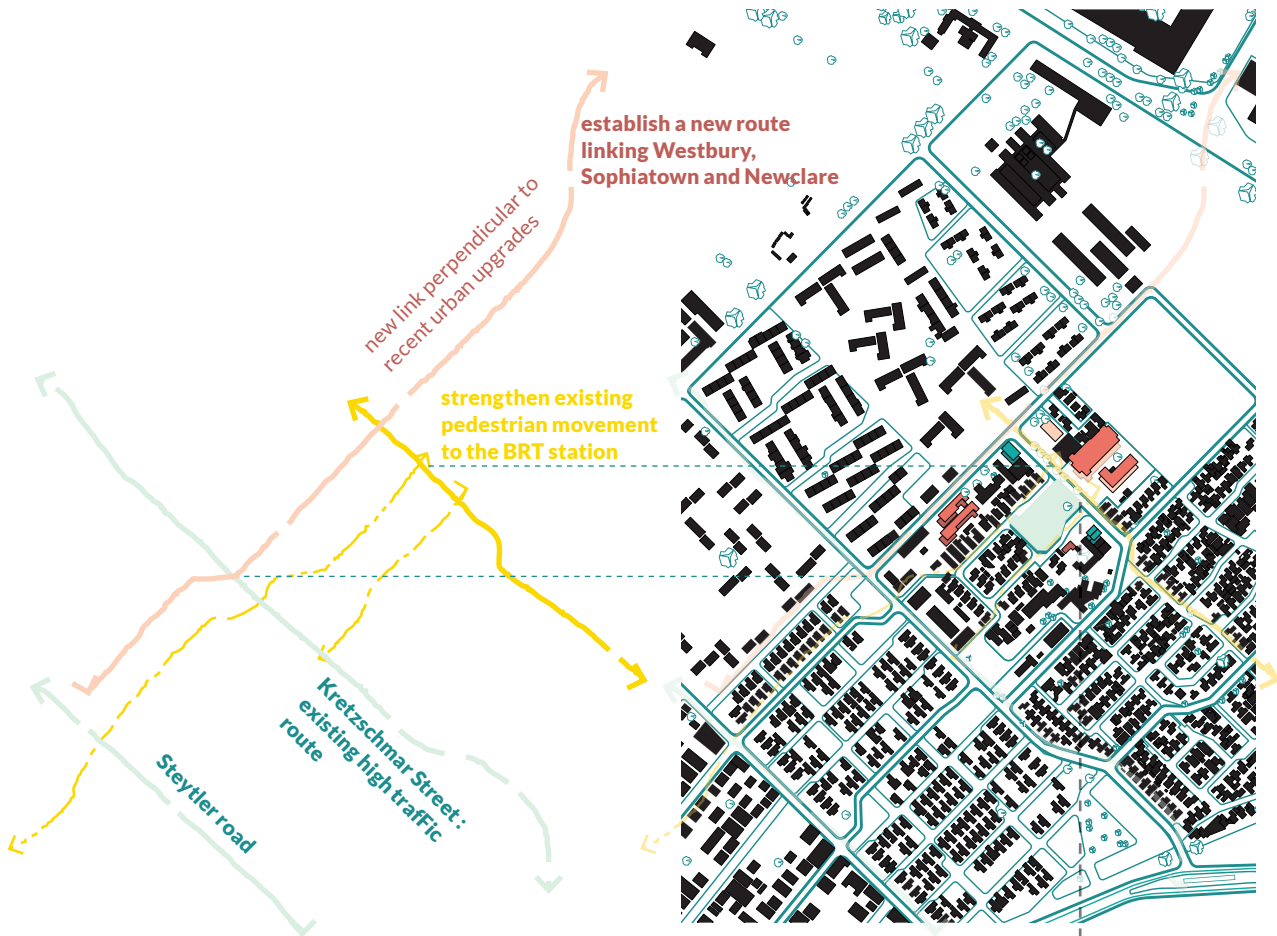 establish a new route
linking Westbury,
Sophiatown and Newclare
new link perpendicular to
recent urban upgrades
strengthen existing
pedestrian movement
to the BRT station
Kretzschmar Street :
existing high trafFic
route
Steytler road